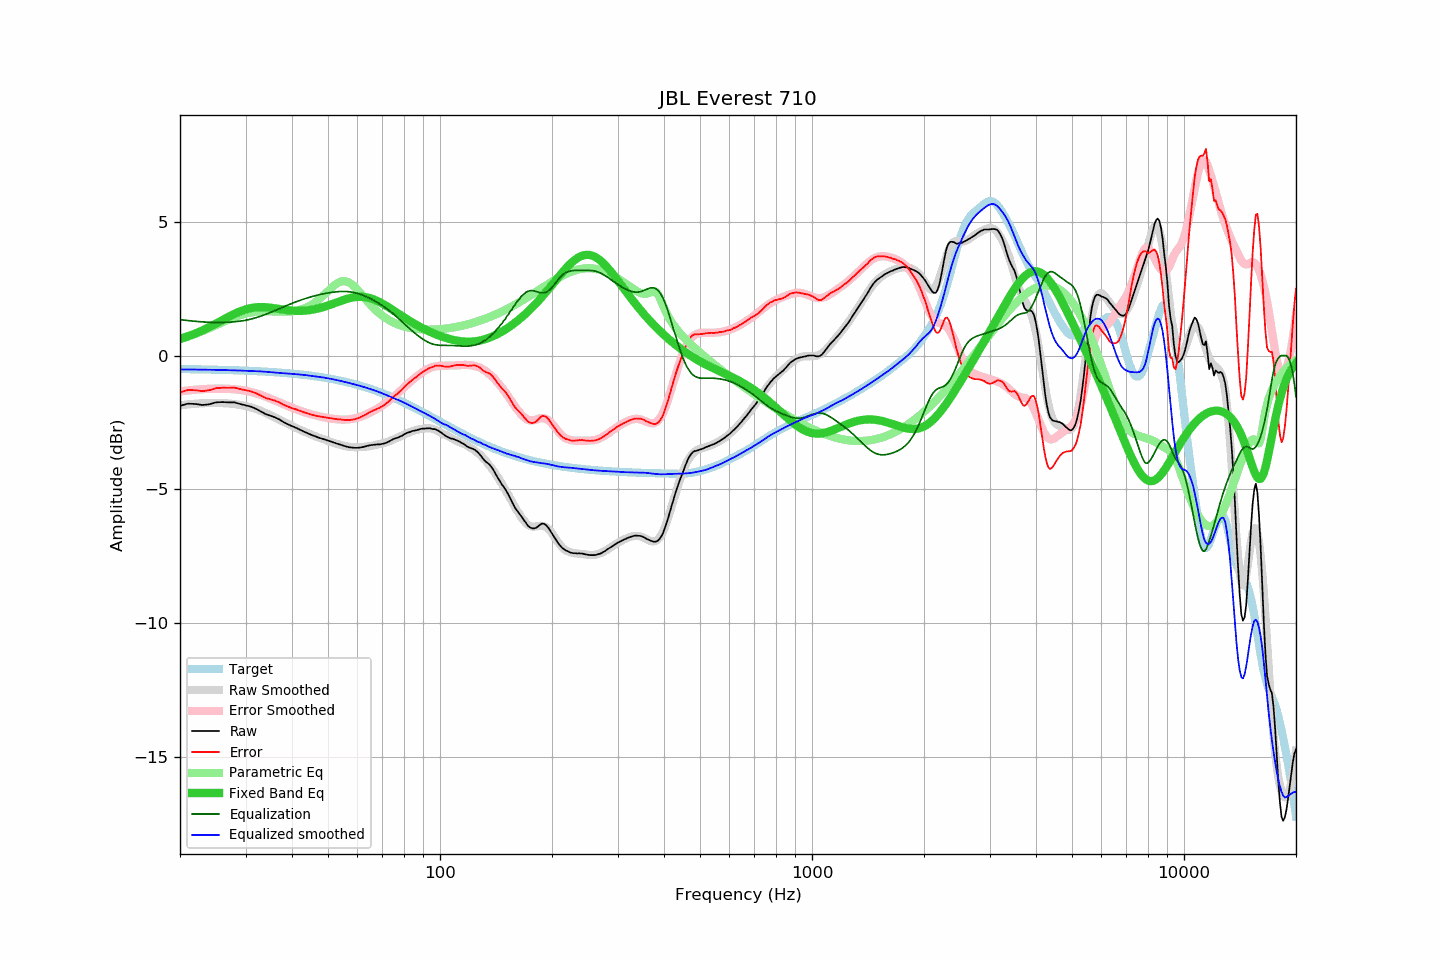 JBL Everest 710
Amplitude (dBr)
5
0
−5
−10
−15
Target
Raw Smoothed
Error Smoothed
Raw
Error
Parametric Eq
Fixed Band Eq
Equalization
Equalized smoothed
100
1000
10000
Frequency (Hz)